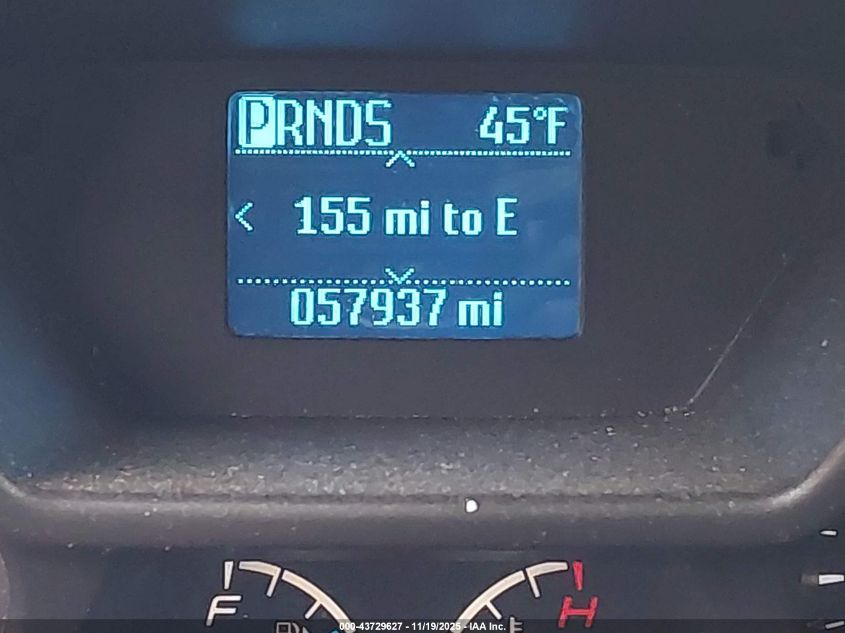 PRNDS 45°F
< 155 mi to E
057937 mi
F H
000-43729627 - 11/19/2025 - IAA Inc.